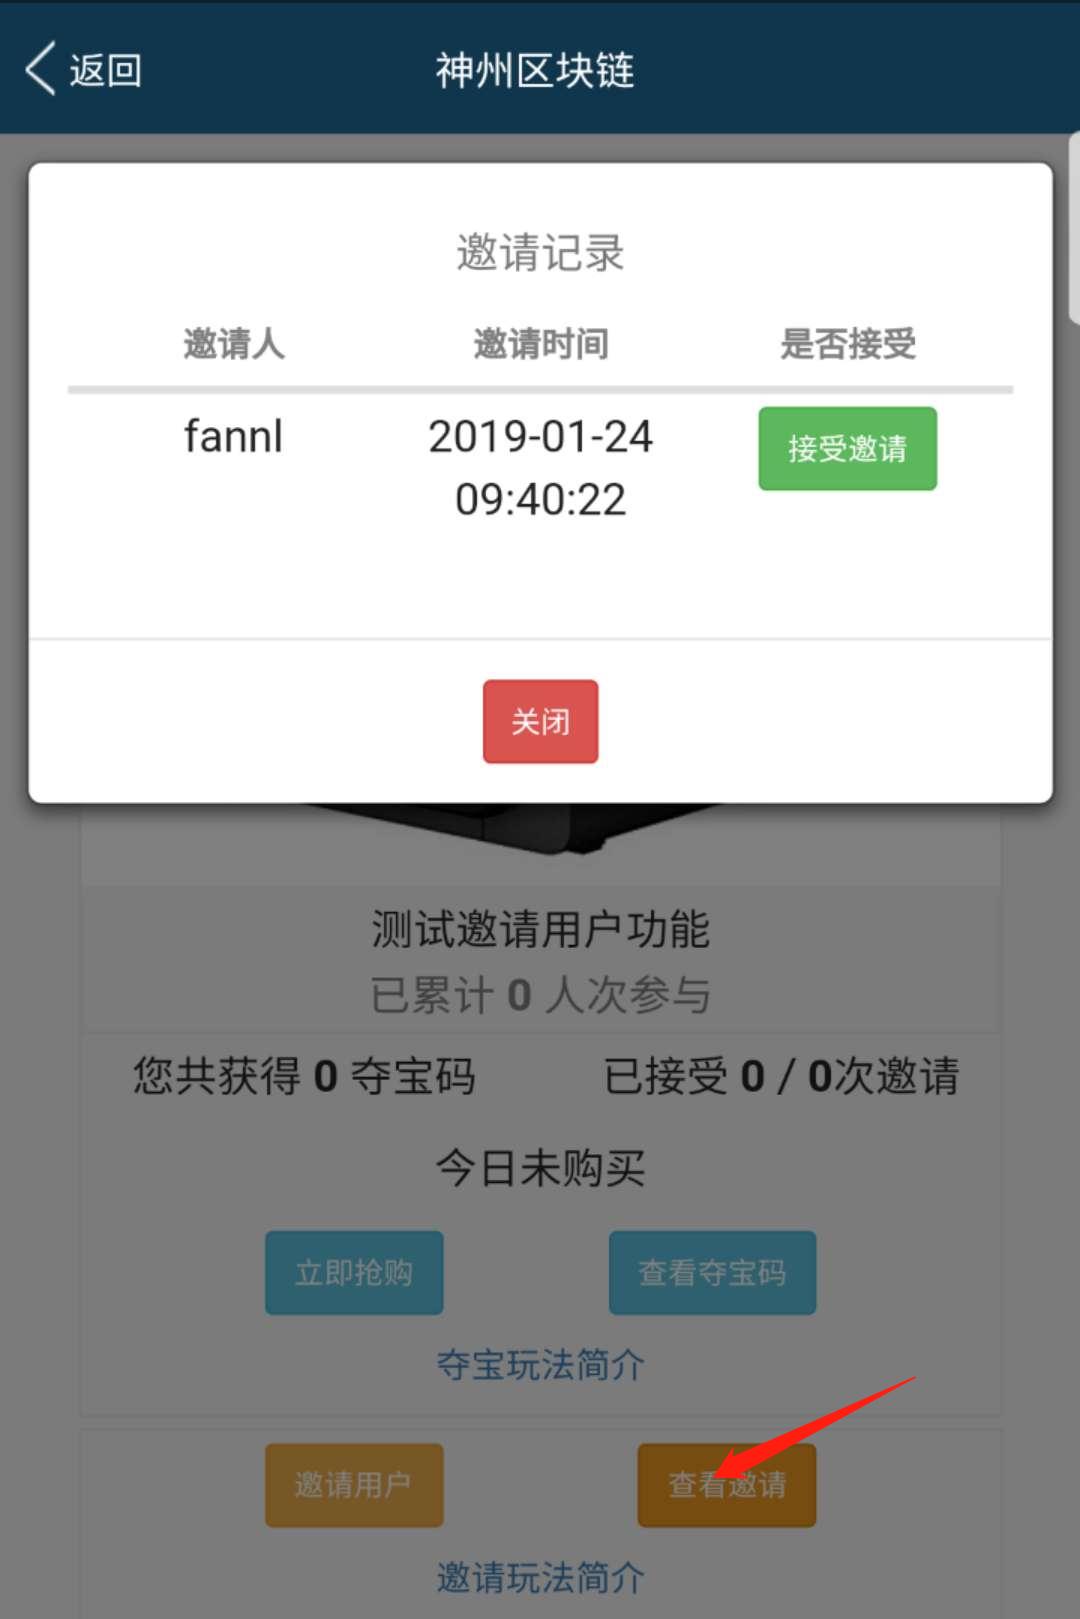 返回
神州区块链
邀请记录
邀请人 邀请时间 是否接受
fannl 2019-01-24 接受邀请
09:40:22
关闭
测试邀请用户功能
已累计 0 人次参与
您共获得 0 夺宝码 已接受 0 / 0次邀请
今日未购买
立即抢购 查看夺宝码
夺宝玩法简介
邀请用户 查看邀请
邀请玩法简介